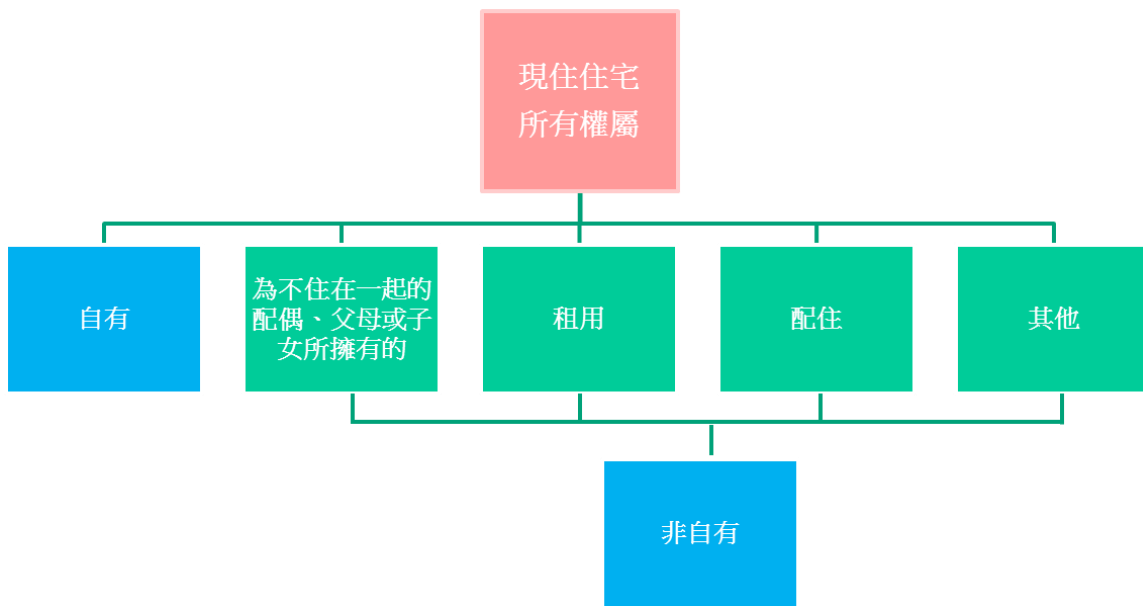 現住住宅
所有權屬
自有
為不住在一起的
配偶、父母或子
女所擁有的
租用
配住
其他
非自有